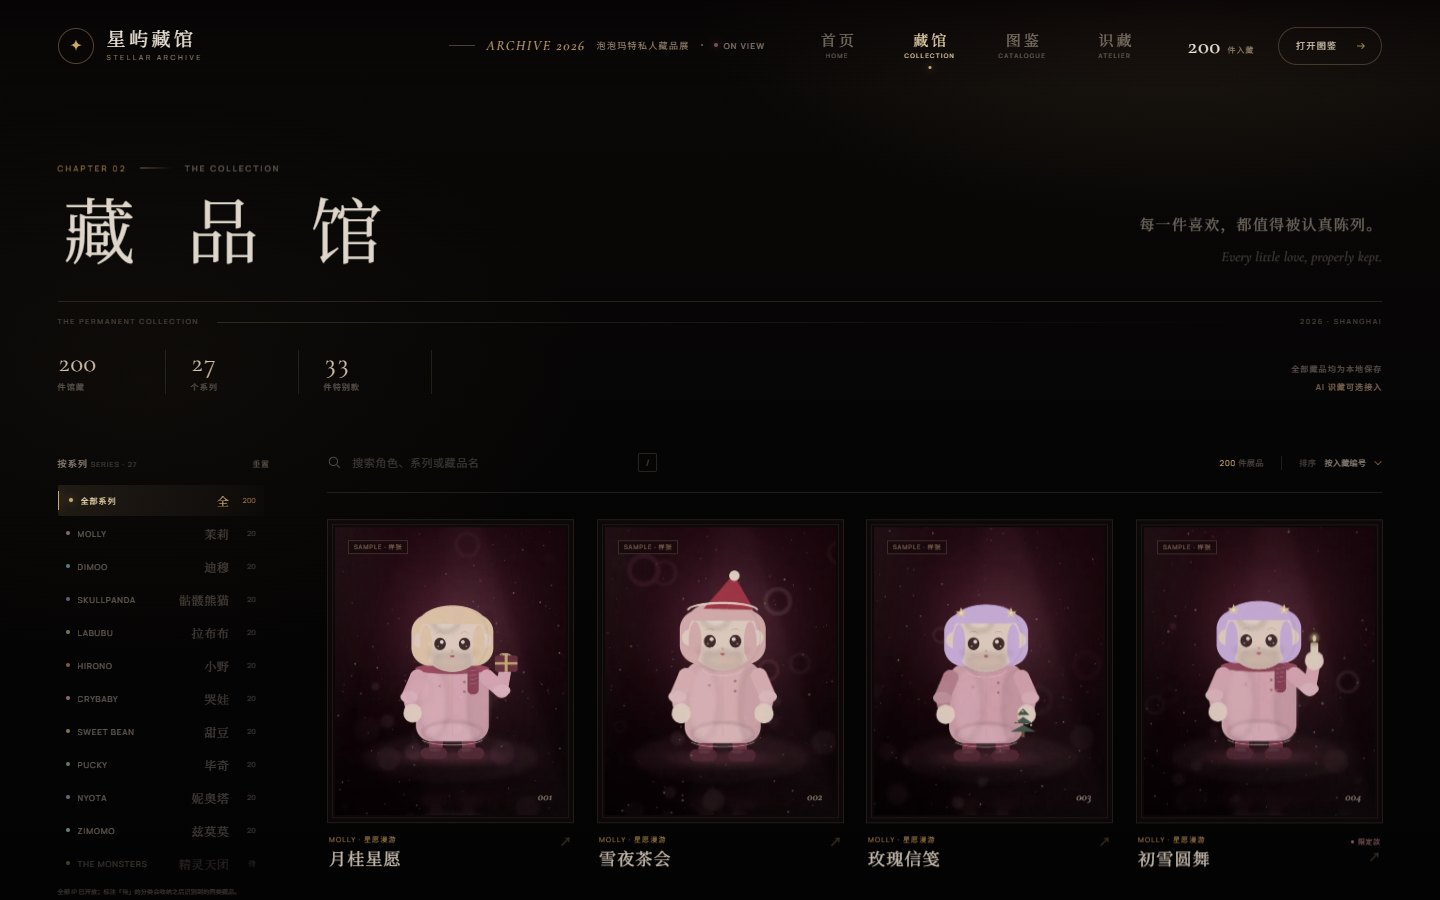 星屿藏馆
STELLAR ARCHIVE
ARCHIVE 2026 泡泡玛特私人藏品展 · ON VIEW
首页
HOME
藏馆
COLLECTION
图鉴
CATALOGUE
识藏
ATELIER
200 件入藏
打开图鉴 →
CHAPTER 02 THE COLLECTION
藏品馆
每一件喜欢，都值得被认真陈列。
Every little love, properly kept.
THE PERMANENT COLLECTION
2026 · SHANGHAI
200
件馆藏
27
个系列
33
件特别款
全部藏品均为本地保存
AI 识藏可选接入
按系列 SERIES · 27 重置
全部系列 全 200
MOLLY 茉莉 20
DIMOO 迪穆 20
SKULLPANDA 骷髅熊猫 20
LABUBU 拉布布 20
HIRONO 小野 20
CRYBABY 哭娃 20
SWEET BEAN 甜豆 20
PUCKY 毕奇 20
NYOTA 妮奥塔 20
ZIMOMO 兹莫莫 20
THE MONSTERS 精灵天团
搜索角色、系列或藏品名 /
200 件展品 排序 按入藏编号
SAMPLE · 样张
001
MOLLY · 星愿漫游 ↗
月桂星愿
SAMPLE · 样张
002
MOLLY · 星愿漫游 ↗
雪夜茶会
SAMPLE · 样张
003
MOLLY · 星愿漫游 ↗
玫瑰信笺
SAMPLE · 样张
004
MOLLY · 星愿漫游 限定款 ↗
初雪圆舞